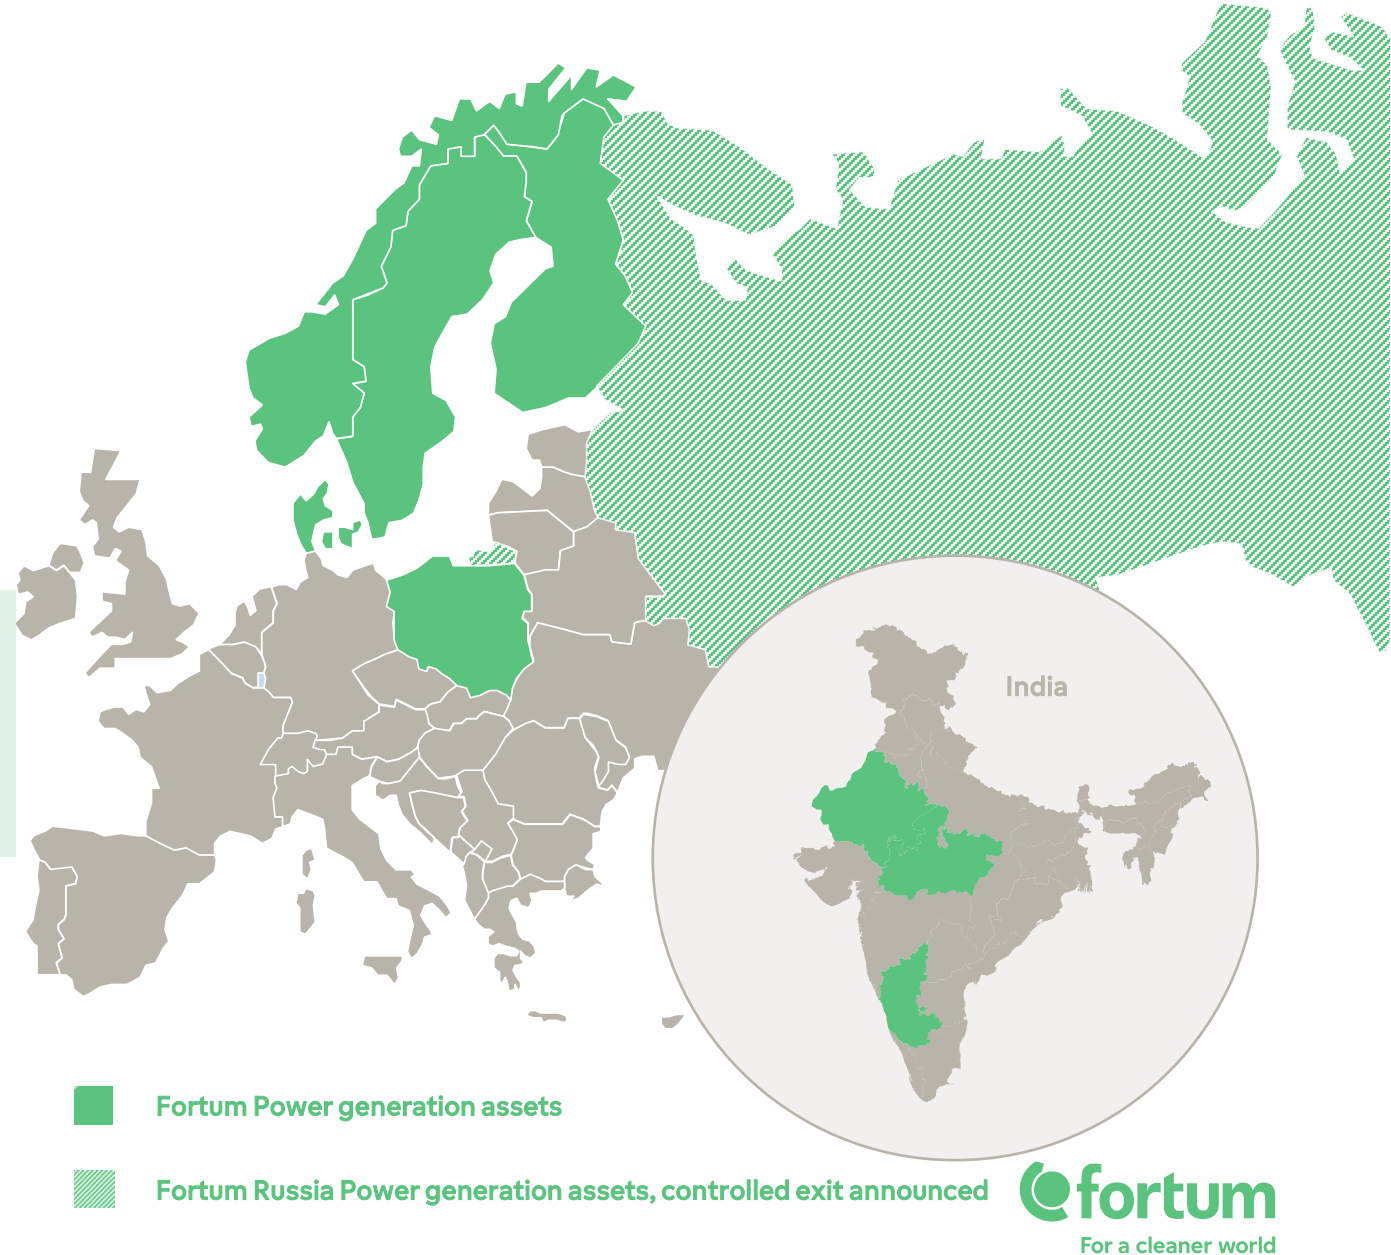 India
Fortum Power generation assets
Fortum Russia Power generation assets, controlled exit announced
fortum
For a cleaner world